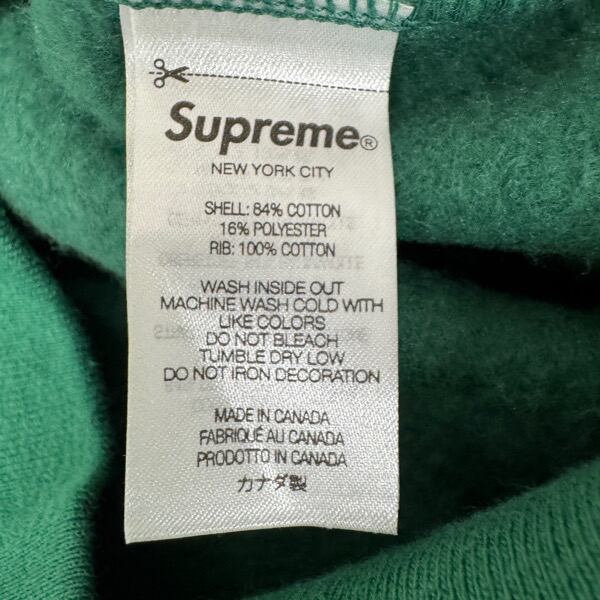 Supreme®
NEW YORK CITY
SHELL: 84% COTTON
16% POLYESTER
RIB: 100% COTTON
WASH INSIDE OUT
MACHINE WASH COLD WITH
LIKE COLORS
DO NOT BLEACH
TUMBLE DRY LOW
DO NOT IRON DECORATION
MADE IN CANADA
FABRIQUÉ AU CANADA
PRODOTTO IN CANADA
カナダ製